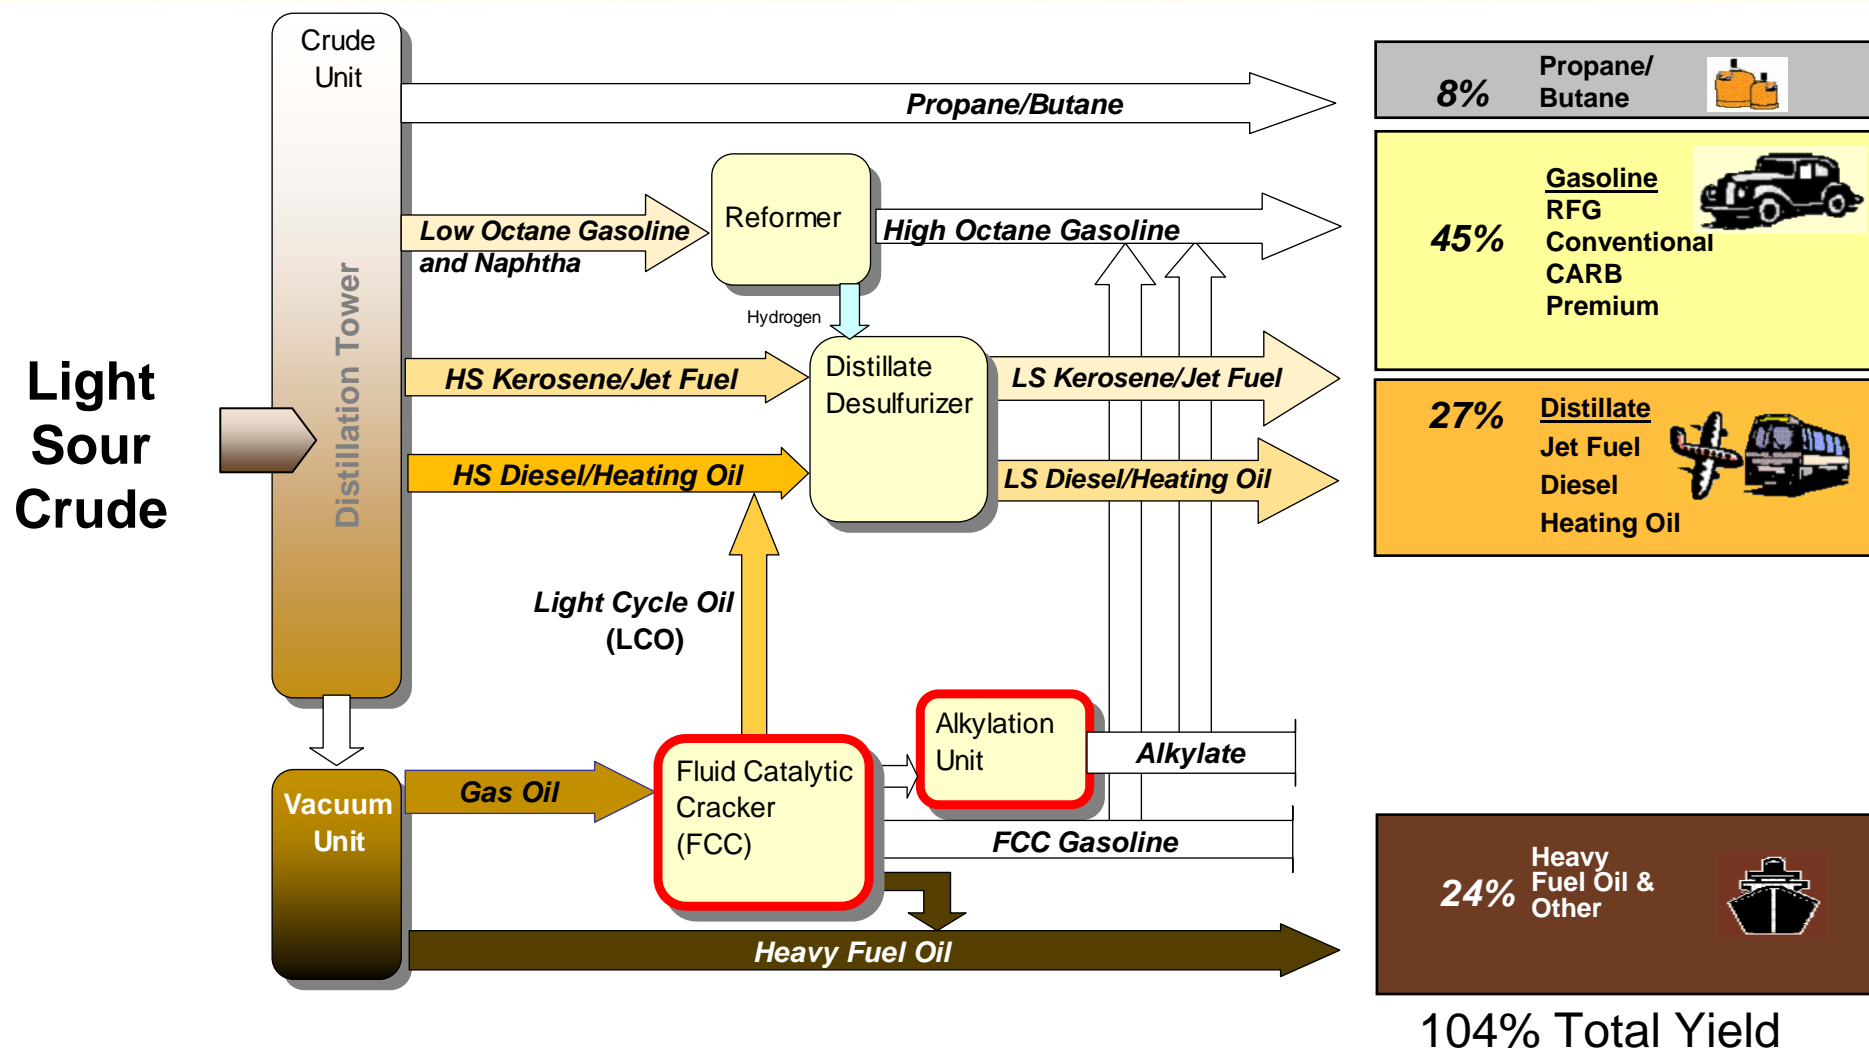 Crude
Unit
Distillation Tower
Light
Sour
Crude
Propane/Butane
Low Octane Gasoline
and Naphtha
Reformer
High Octane Gasoline
Hydrogen
HS Kerosene/Jet Fuel
Distillate
Desulfurizer
LS Kerosene/Jet Fuel
HS Diesel/Heating Oil
LS Diesel/Heating Oil
Light Cycle Oil
(LCO)
Vacuum
Unit
Gas Oil
Fluid Catalytic
Cracker
(FCC)
Alkylation
Unit
Alkylate
FCC Gasoline
Heavy Fuel Oil
8%
Propane/
Butane
45%
Gasoline
RFG
Conventional
CARB
Premium
27%
Distillate
Jet Fuel
Diesel
Heating Oil
24%
Heavy
Fuel Oil &
Other
104% Total Yield